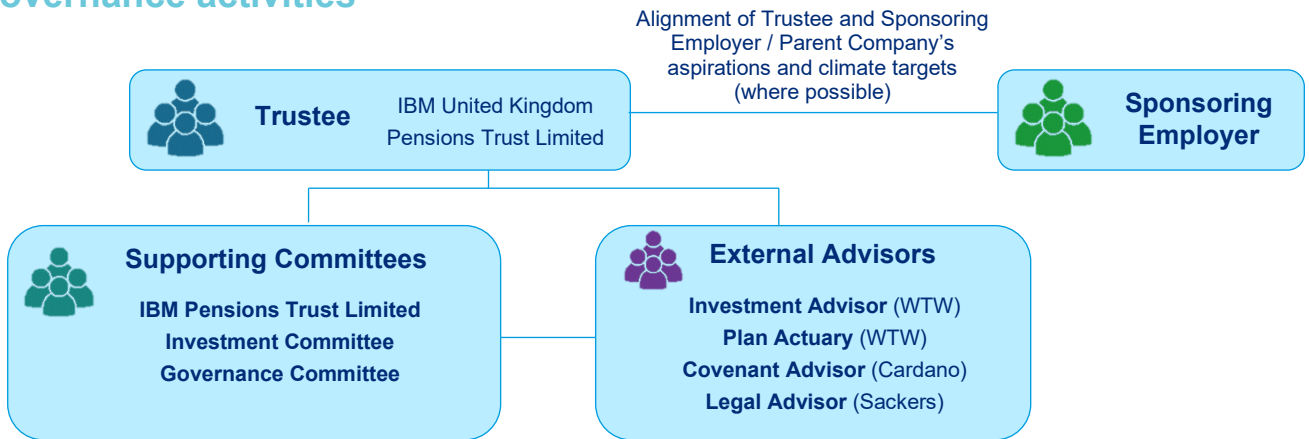 overnance activities
Alignment of Trustee and Sponsoring
Employer / Parent Company's
aspirations and climate targets
(where possible)
Trustee
IBM United Kingdom
Pensions Trust Limited
Sponsoring
Employer
Supporting Committees
IBM Pensions Trust Limited
Investment Committee
Governance Committee
External Advisors
Investment Advisor (WTW)
Plan Actuary (WTW)
Covenant Advisor (Cardano)
Legal Advisor (Sackers)